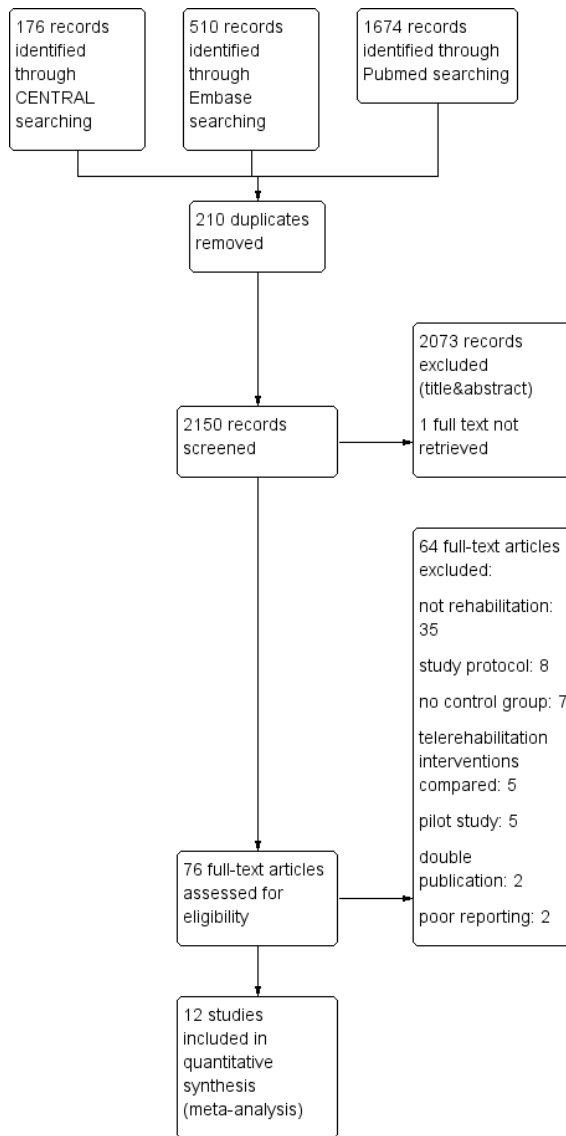 176 records
identified
through
CENTRAL
searching
510 records
identified
through
Embase
searching
1674 records
identified through
Pubmed searching
210 duplicates
removed
2073 records
excluded
(title&abstract)
1 full text not
retrieved
2150 records
screened
64 full-text articles
excluded:
not rehabilitation:
35
study protocol: 8
no control group: 7
telerehabilitation
interventions
compared: 5
pilot study: 5
double
publication: 2
poor reporting: 2
76 full-text articles
assessed for
eligibility
12 studies
included in
quantitative
synthesis
(meta-analysis)